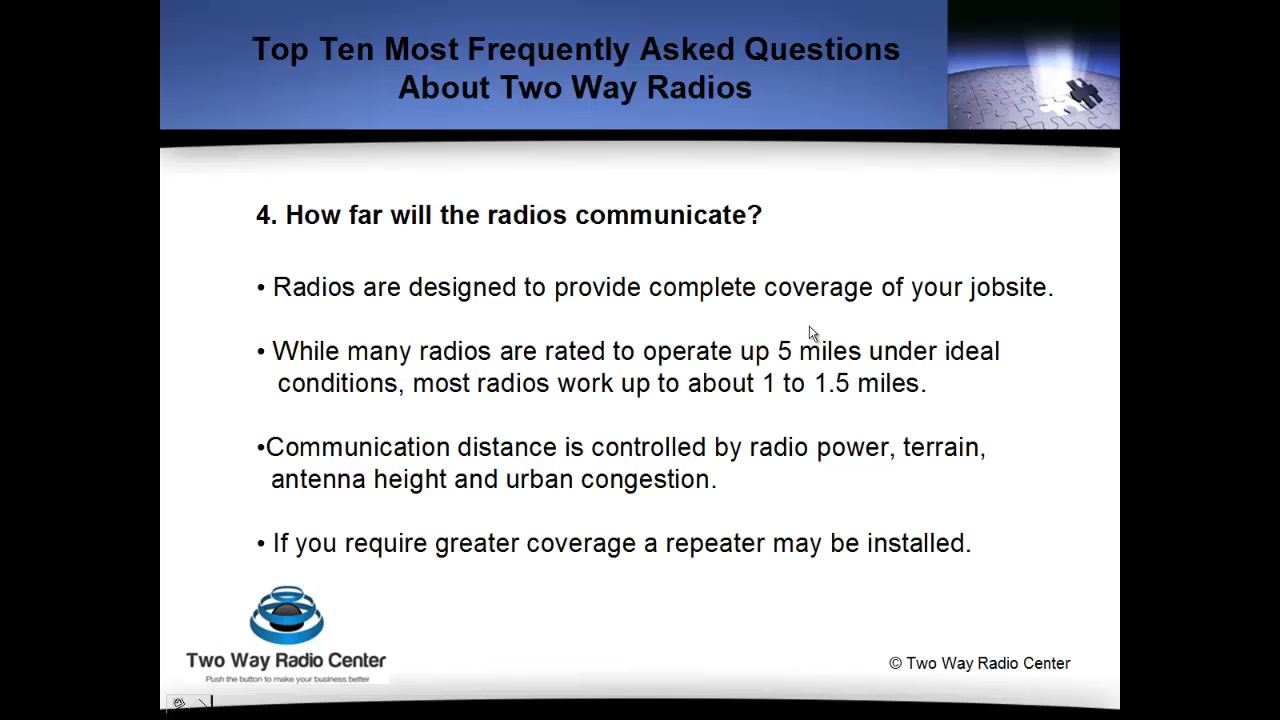 Top Ten Most Frequently Asked Questions
About Two Way Radios
4. How far will the radios communicate?
• Radios are designed to provide complete coverage of your jobsite.
• While many radios are rated to operate up 5 miles under ideal
conditions, most radios work up to about 1 to 1.5 miles.
•Communication distance is controlled by radio power, terrain,
antenna height and urban congestion.
• If you require greater coverage a repeater may be installed.
Two Way Radio Center
Push the button to make your business better
© Two Way Radio Center